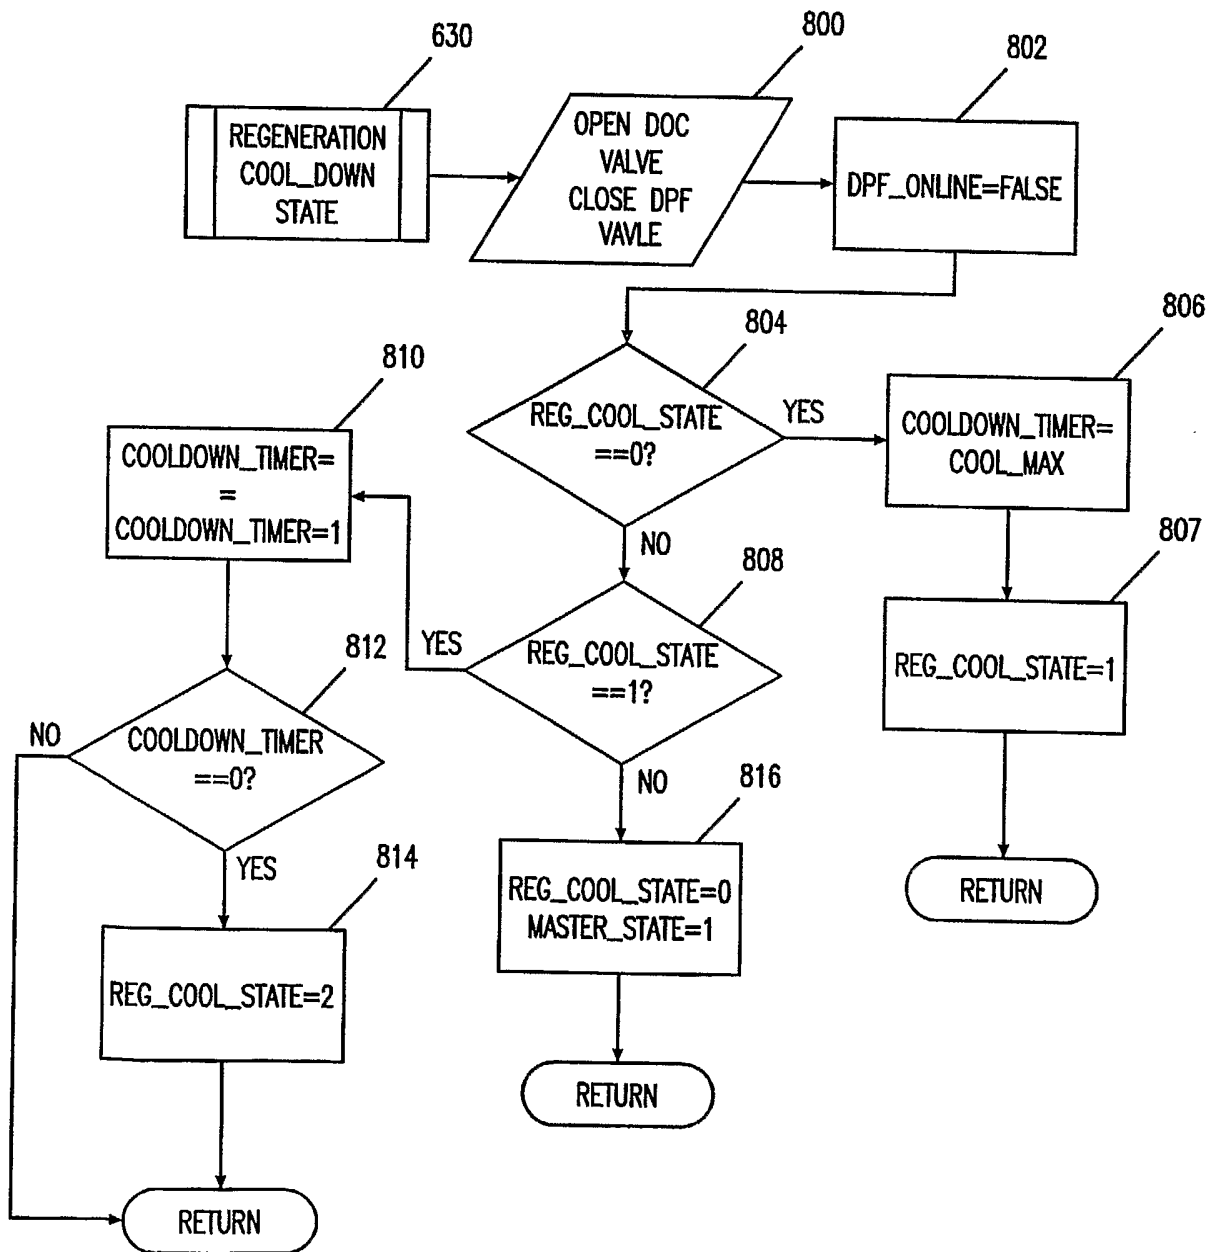 630
REGENERATION
COOL_DOWN
STATE
800
OPEN DOC
VALVE
CLOSE DPF
VAVLE
802
DPF_ONLINE=FALSE
804
REG_COOL_STATE
==0?
YES
NO
806
COOLDOWN_TIMER=
COOL_MAX
807
REG_COOL_STATE=1
RETURN
808
REG_COOL_STATE
==1?
YES
NO
810
COOLDOWN_TIMER=
=
COOLDOWN_TIMER=1
812
COOLDOWN_TIMER
==0?
NO
YES
814
REG_COOL_STATE=2
RETURN
816
REG_COOL_STATE=0
MASTER_STATE=1
RETURN